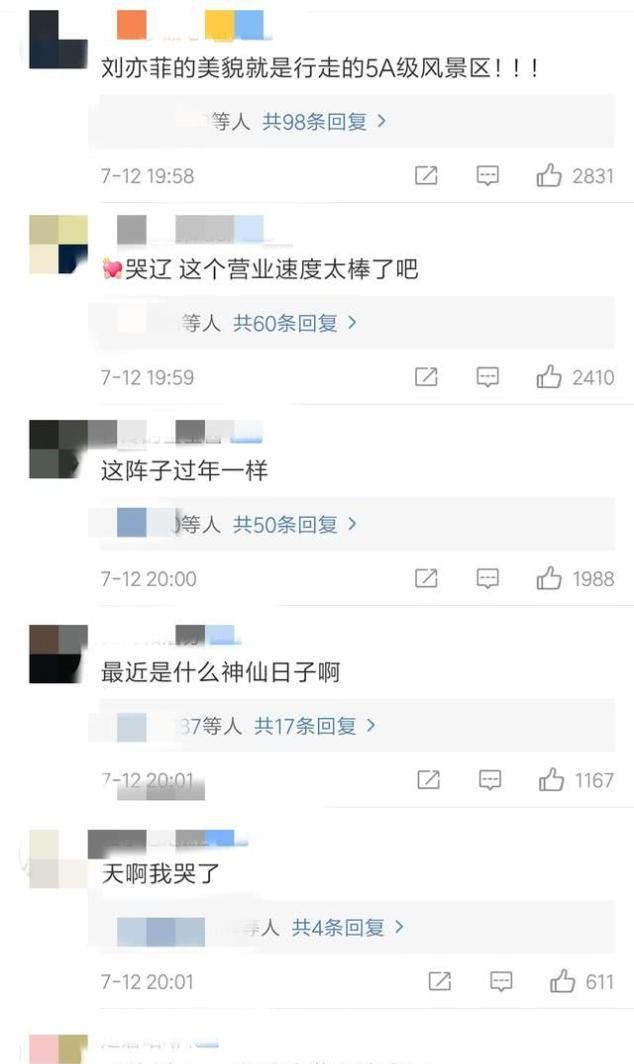 刘亦菲的美貌就是行走的5A级风景区！！！
等人 共98条回复 >
7-12 19:58 2831
💘哭辽 这个营业速度太棒了吧
等人 共60条回复 >
7-12 19:59 2410
这阵子过年一样
等人 共50条回复 >
7-12 20:00 1988
最近是什么神仙日子啊
87等人 共17条回复 >
7-12 20:01 1167
天啊我哭了
等人 共4条回复 >
7-12 20:01 611